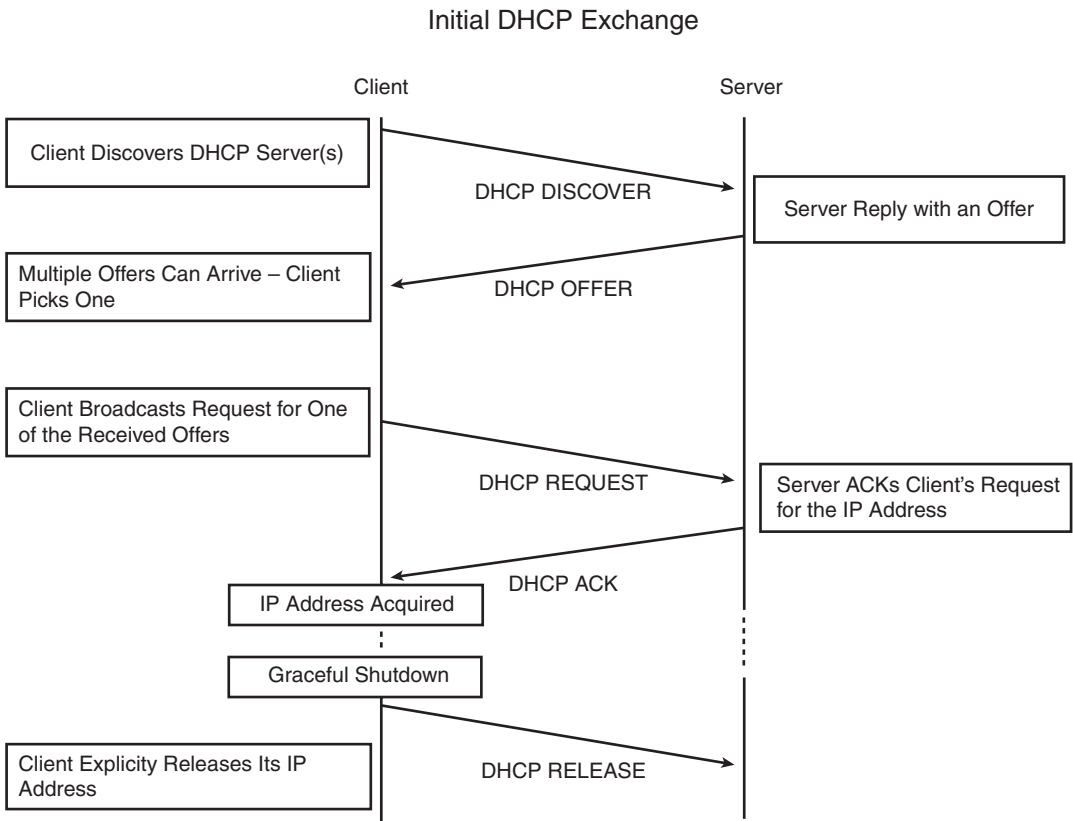 Initial DHCP Exchange
Client
Server
Client Discovers DHCP Server(s)
DHCP DISCOVER
Server Reply with an Offer
Multiple Offers Can Arrive – Client
Picks One
DHCP OFFER
Client Broadcasts Request for One
of the Received Offers
DHCP REQUEST
Server ACKs Client's Request
for the IP Address
DHCP ACK
IP Address Acquired
Graceful Shutdown
Client Explicity Releases Its IP
Address
DHCP RELEASE